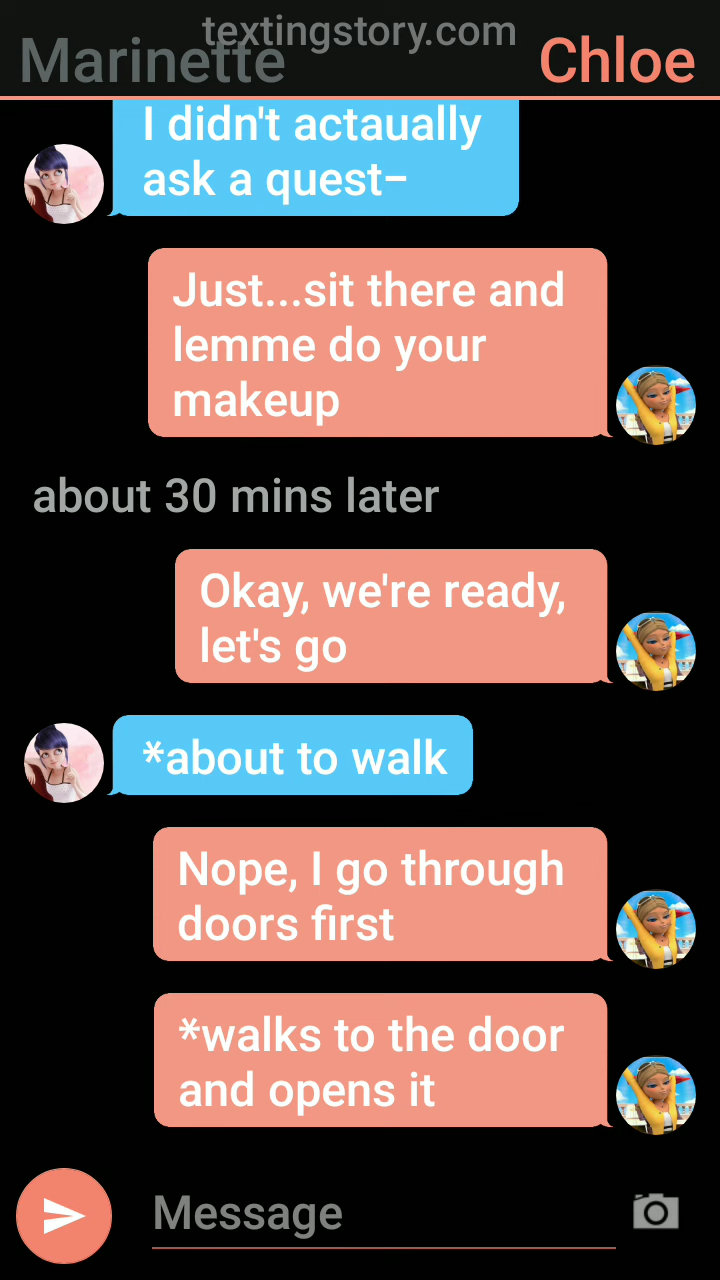 textingstory.com
Marinette
Chloe
I didn't actaually
ask a quest–
Just...sit there and
lemme do your
makeup
about 30 mins later
Okay, we're ready,
let's go
*about to walk
Nope, I go through
doors first
*walks to the door
and opens it
Message